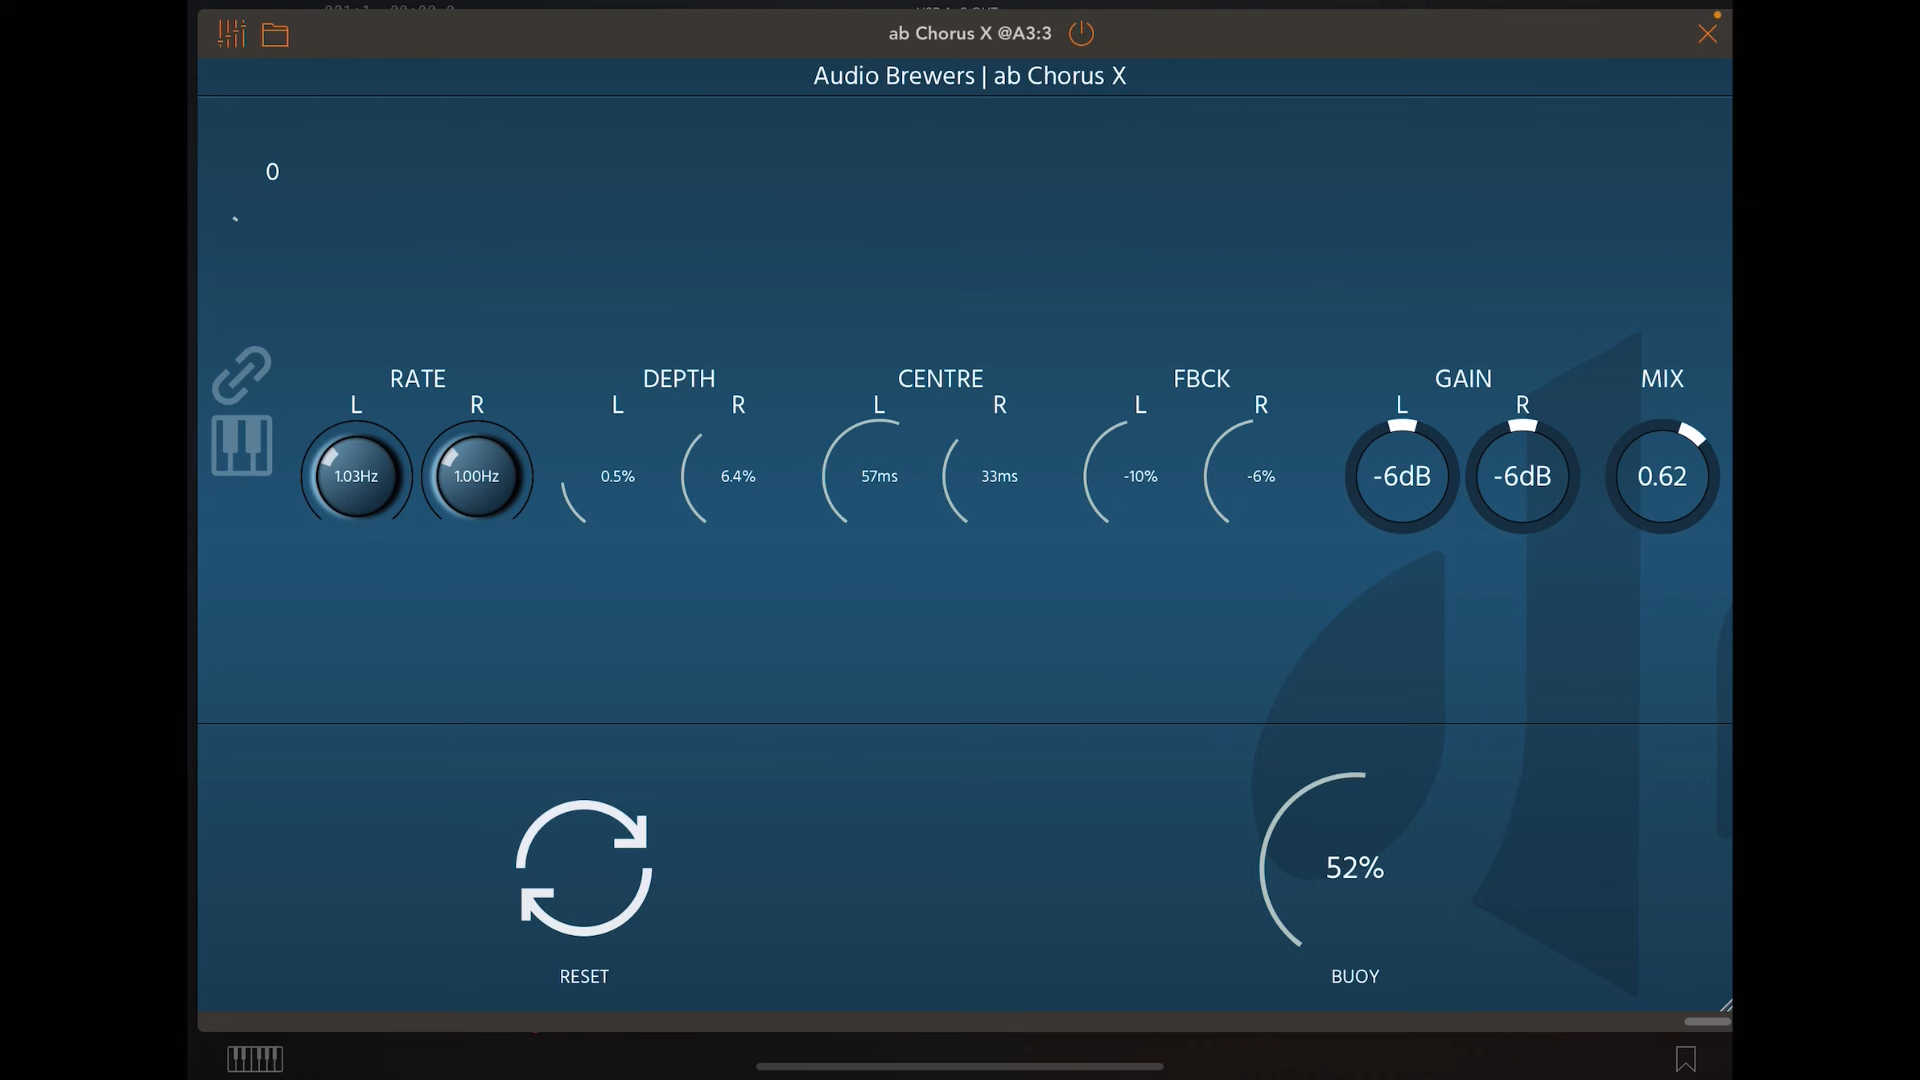 ab Chorus X @A3:3
Audio Brewers | ab Chorus X
0
RATE DEPTH CENTRE FBCK GAIN MIX
L R L R L R L R L R
1.03Hz 1.00Hz 0.5% 6.4% 57ms 33ms -10% -6% -6dB -6dB 0.62
52%
RESET BUOY